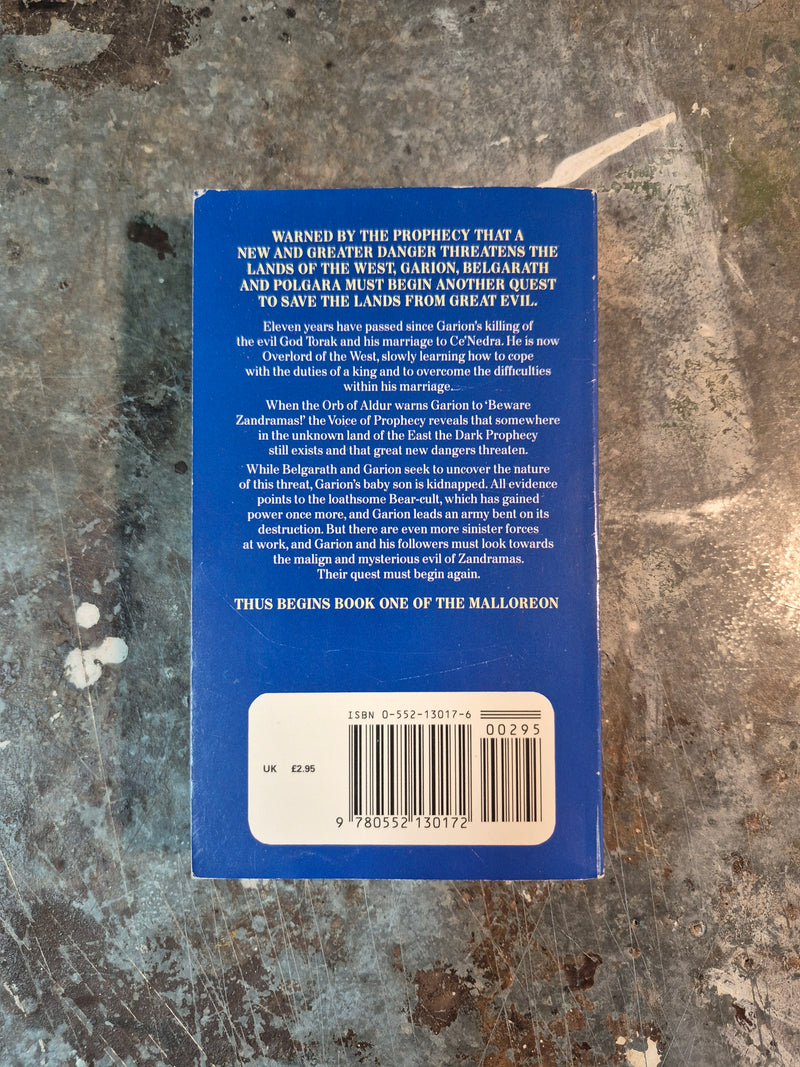 WARNED BY THE PROPHECY THAT A
NEW AND GREATER DANGER THREATENS THE
LANDS OF THE WEST, GARION, BELGARATH
AND POLGARA MUST BEGIN ANOTHER QUEST
TO SAVE THE LANDS FROM GREAT EVIL.
Eleven years have passed since Garion's killing of
the evil God Torak and his marriage to Ce'Nedra. He is now
Overlord of the West, slowly learning how to cope
with the duties of a king and to overcome the difficulties
within his marriage.
When the Orb of Aldur warns Garion to 'Beware
Zandramas!' the Voice of Prophecy reveals that somewhere
in the unknown land of the East the Dark Prophecy
still exists and that great new dangers threaten.
While Belgarath and Garion seek to uncover the nature
of this threat, Garion's baby son is kidnapped. All evidence
points to the loathsome Bear-cult, which has gained
power once more, and Garion leads an army bent on its
destruction. But there are even more sinister forces
at work, and Garion and his followers must look towards
the malign and mysterious evil of Zandramas.
Their quest must begin again.
THUS BEGINS BOOK ONE OF THE MALLOREON
ISBN 0-552-13017-6
00295
UK £2.95
9 780552 130172